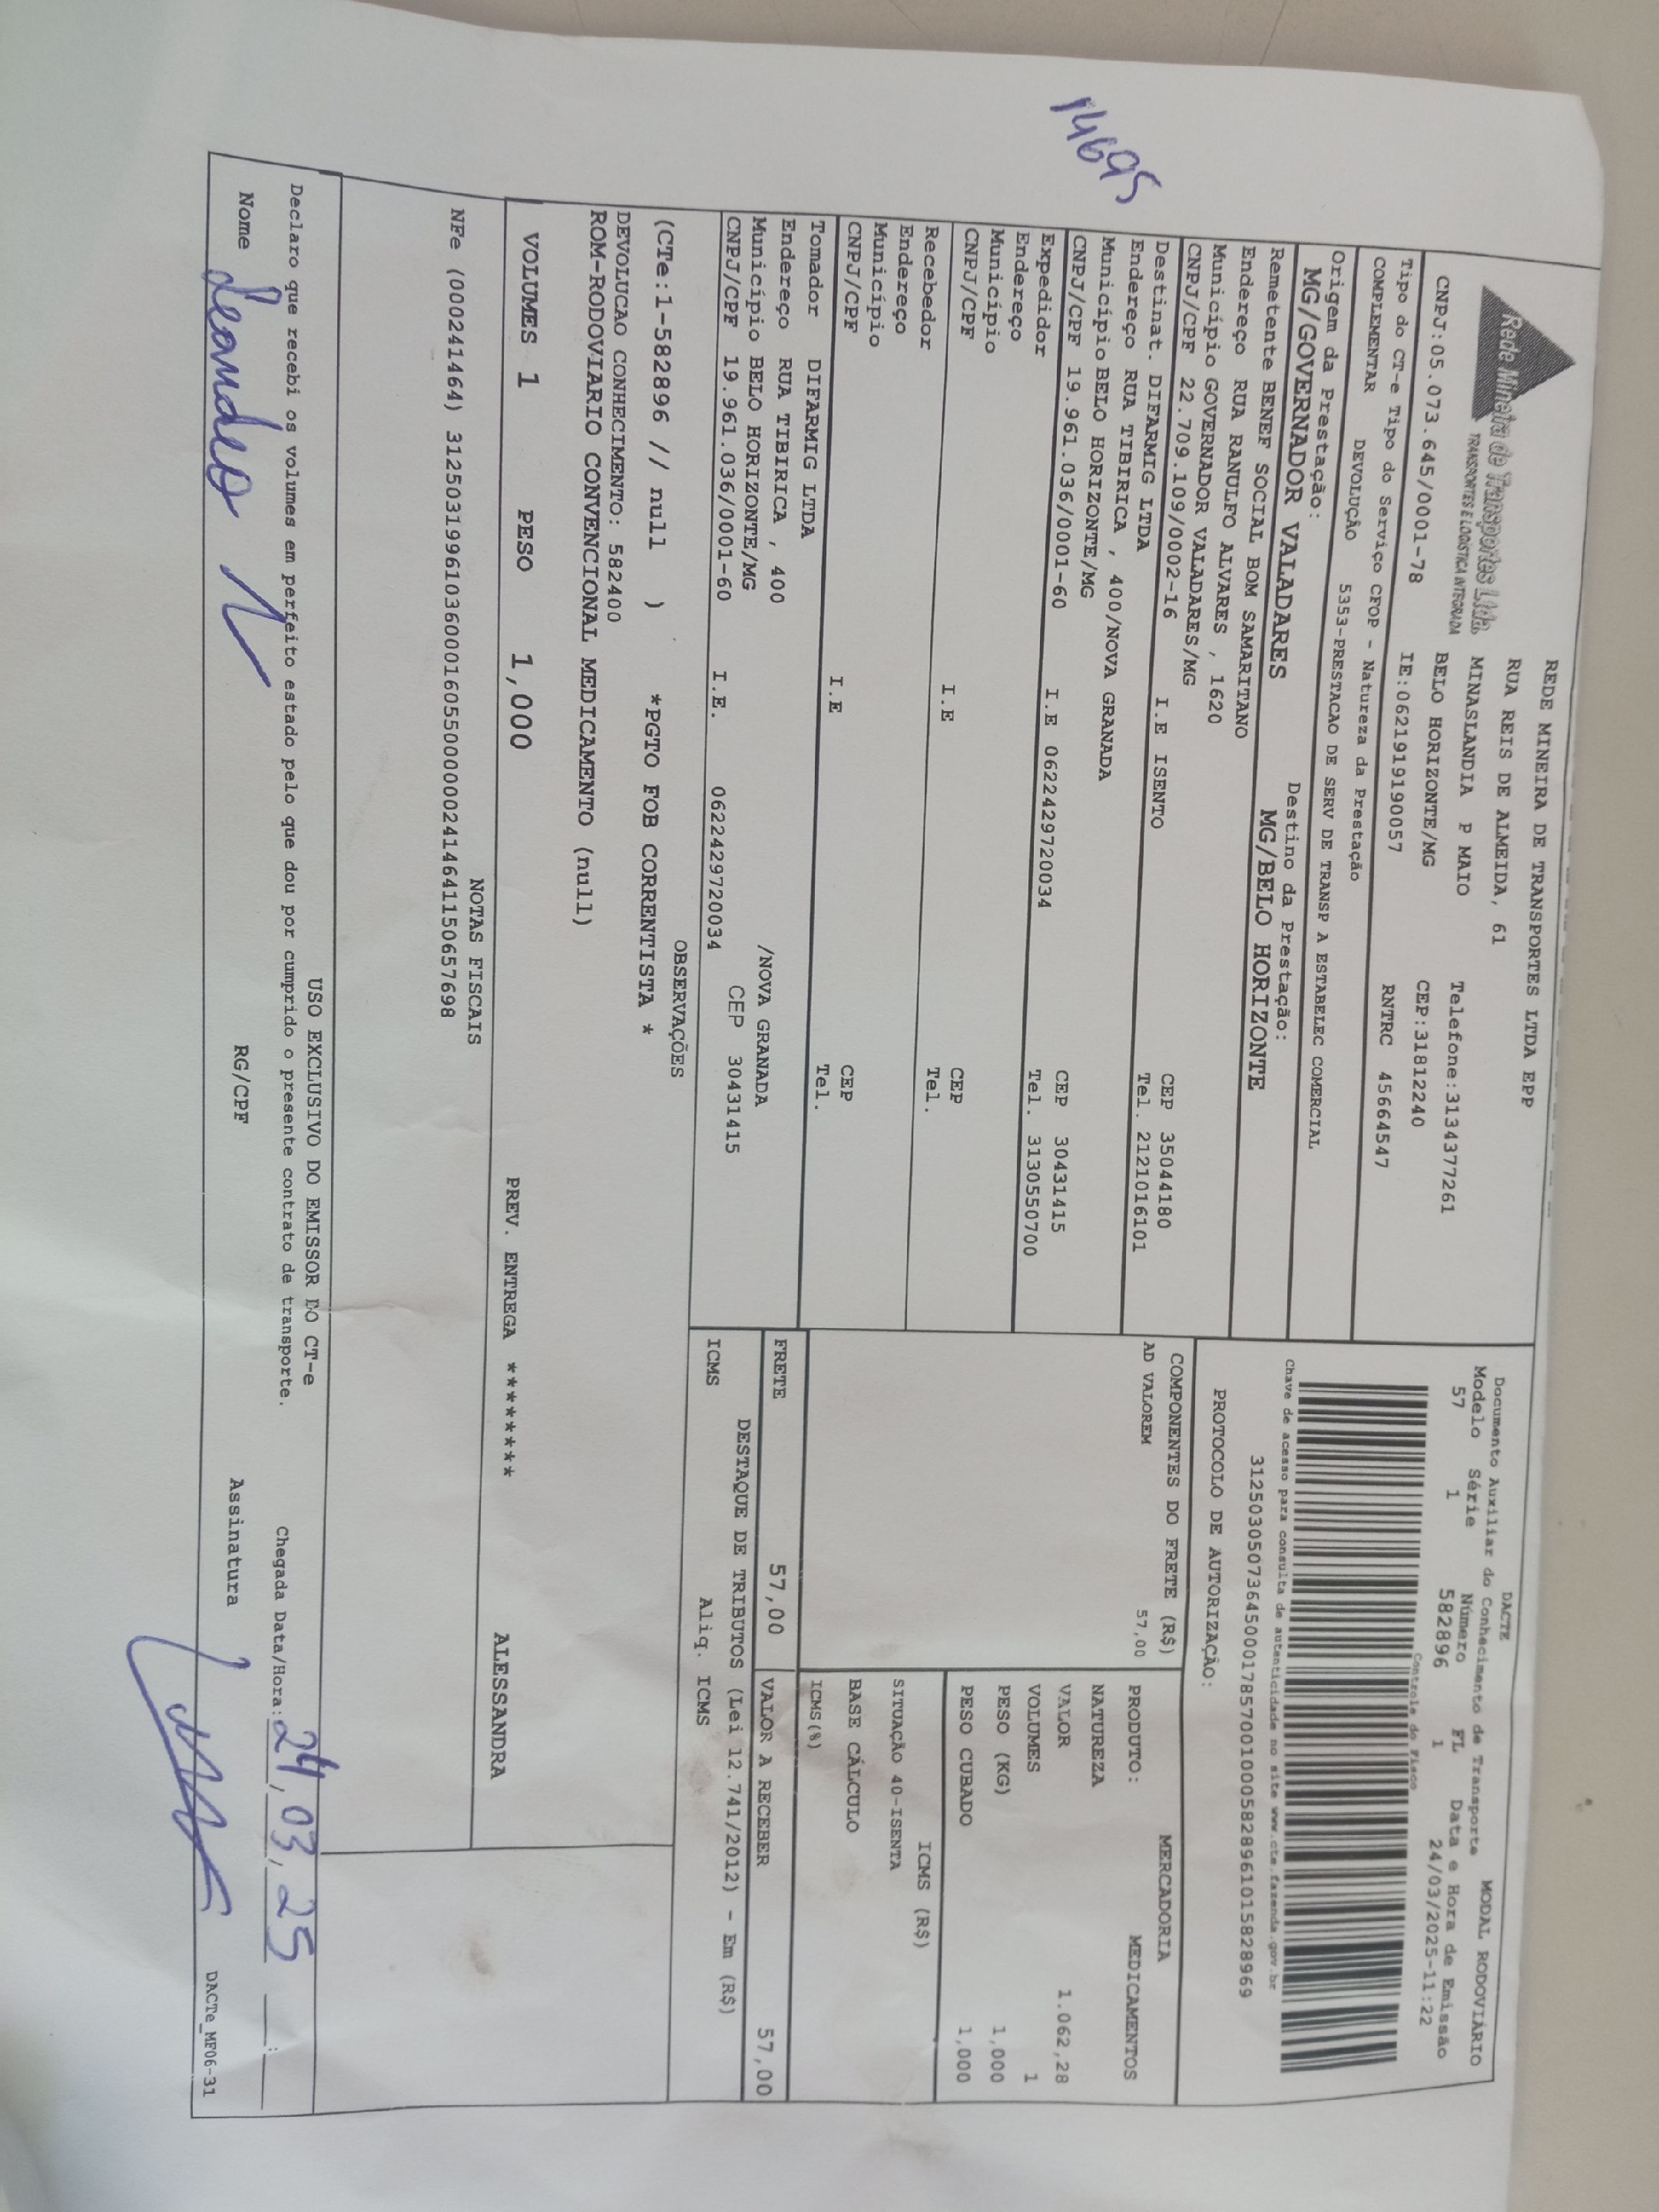 Rede Mineira de Transportes Ltda.
TRANSPORTES E LOGÍSTICA INTEGRADA
REDE MINEIRA DE TRANSPORTES LTDA EPP
RUA REIS DE ALMEIDA, 61
MINASLANDIA P MAIO Telefone:3134377261
BELO HORIZONTE/MG CEP:31812240
CNPJ:05.073.645/0001-78 IE:0621919190057 RNTRC 45664547
DACTE MODAL RODOVIÁRIO
Documento Auxiliar do Conhecimento de Transporte
Modelo Série Número FL Data e Hora de Emissão
57 1 582896 1 24/03/2025-11:22
Controle do Fisco
Tipo do CT-e Tipo do Serviço CFOP - Natureza da Prestação
COMPLEMENTAR DEVOLUÇÃO 5353-PRESTACAO DE SERV DE TRANSP A ESTABELEC COMERCIAL
Chave de acesso para consulta de autenticidade no site www.cte.fazenda.gov.br
31250305073645000178570010005828961015828969
Origem da Prestação: Destino da Prestação:
MG/GOVERNADOR VALADARES MG/BELO HORIZONTE
PROTOCOLO DE AUTORIZAÇÃO:
Remetente BENEF SOCIAL BOM SAMARITANO
Endereço RUA RANULFO ALVARES , 1620
Município GOVERNADOR VALADARES/MG CEP 35044180
CNPJ/CPF 22.709.109/0002-16 I.E ISENTO Tel. 2121016101
Destinat. DIFARMIG LTDA
Endereço RUA TIBIRICA , 400/NOVA GRANADA
Município BELO HORIZONTE/MG CEP 30431415
CNPJ/CPF 19.961.036/0001-60 I.E 0622429720034 Tel. 3130550700
Expedidor
Endereço
Município CEP
CNPJ/CPF I.E Tel.
Recebedor
Endereço
Município CEP
CNPJ/CPF I.E Tel.
Tomador DIFARMIG LTDA
Endereço RUA TIBIRICA , 400 /NOVA GRANADA
Município BELO HORIZONTE/MG CEP 30431415
CNPJ/CPF 19.961.036/0001-60 I.E. 0622429720034
COMPONENTES DO FRETE (R$)
AD VALOREM 57,00
MERCADORIA
PRODUTO: MEDICAMENTOS
NATUREZA
VALOR 1.062,28
VOLUMES 1
PESO (KG) 1,000
PESO CUBADO 1,000
ICMS (R$)
SITUAÇÃO 40-ISENTA
BASE CÁLCULO
ICMS(%)
FRETE 57,00 VALOR A RECEBER 57,00
DESTAQUE DE TRIBUTOS (Lei 12.741/2012) - Em (R$)
ICMS Aliq. ICMS
OBSERVAÇÕES
(CTe:1-582896 // null ) *PGTO FOB CORRENTISTA *
DEVOLUCAO CONHECIMENTO: 582400
ROM-RODOVIARIO CONVENCIONAL MEDICAMENTO (null)
VOLUMES 1 PESO 1,000 PREV. ENTREGA ******** ALESSANDRA
NOTAS FISCAIS
NFe (000241464) 31250319961036000160550000002414641150657698
USO EXCLUSIVO DO EMISSOR DO CT-e
Declaro que recebi os volumes em perfeito estado pelo que dou por cumprido o presente contrato de transporte. Chegada Data/Hora: 24,03,25 __:__
Nome Leandro RG/CPF Assinatura
DACTe_MF06-31
14695